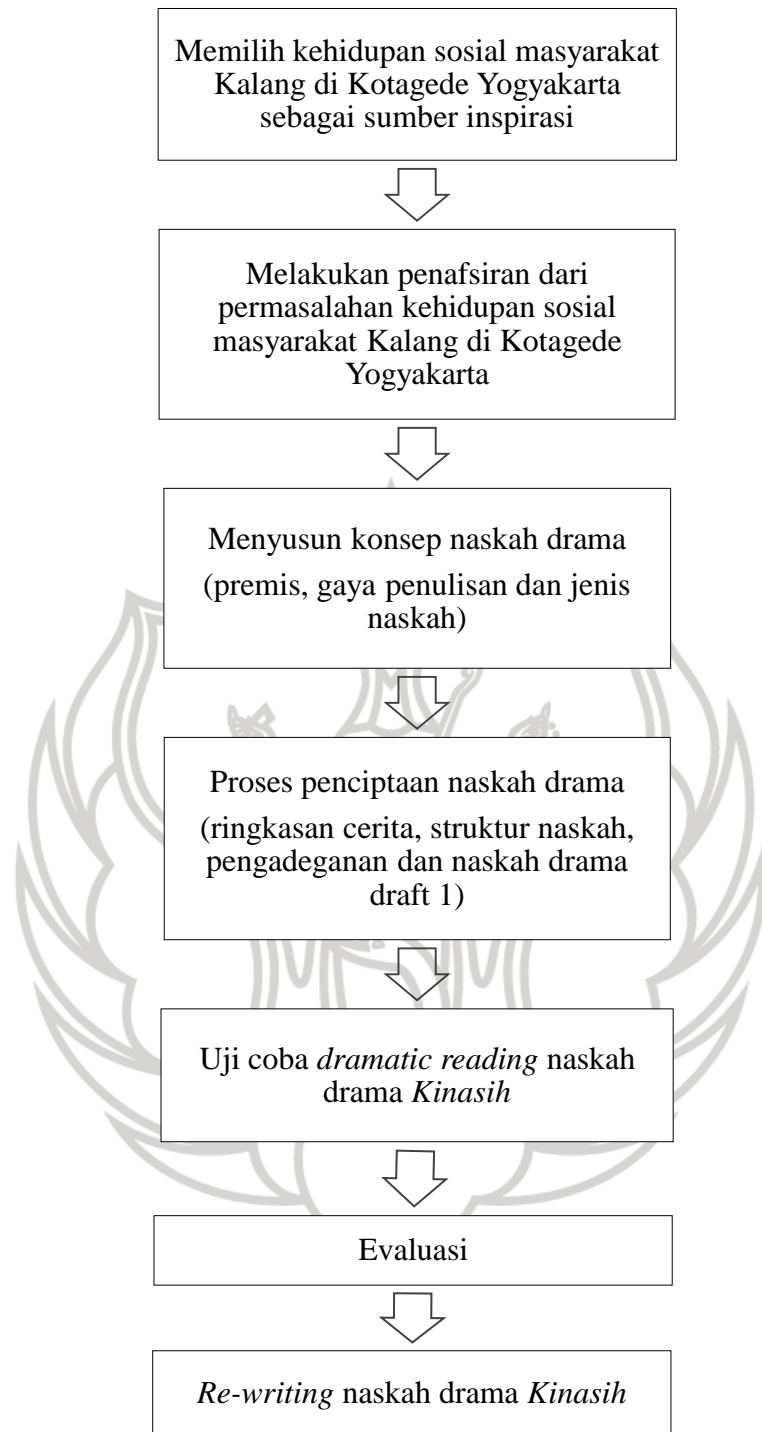 Memilih kehidupan sosial masyarakat
Kalang di Kotagede Yogyakarta
sebagai sumber inspirasi
Melakukan penafsiran dari
permasalahan kehidupan sosial
masyarakat Kalang di Kotagede
Yogyakarta
Menyusun konsep naskah drama
(premis, gaya penulisan dan jenis
naskah)
Proses penciptaan naskah drama
(ringkasan cerita, struktur naskah,
pengadeganan dan naskah drama
draft 1)
Uji coba dramatic reading naskah
drama Kinasih
Evaluasi
Re-writing naskah drama Kinasih